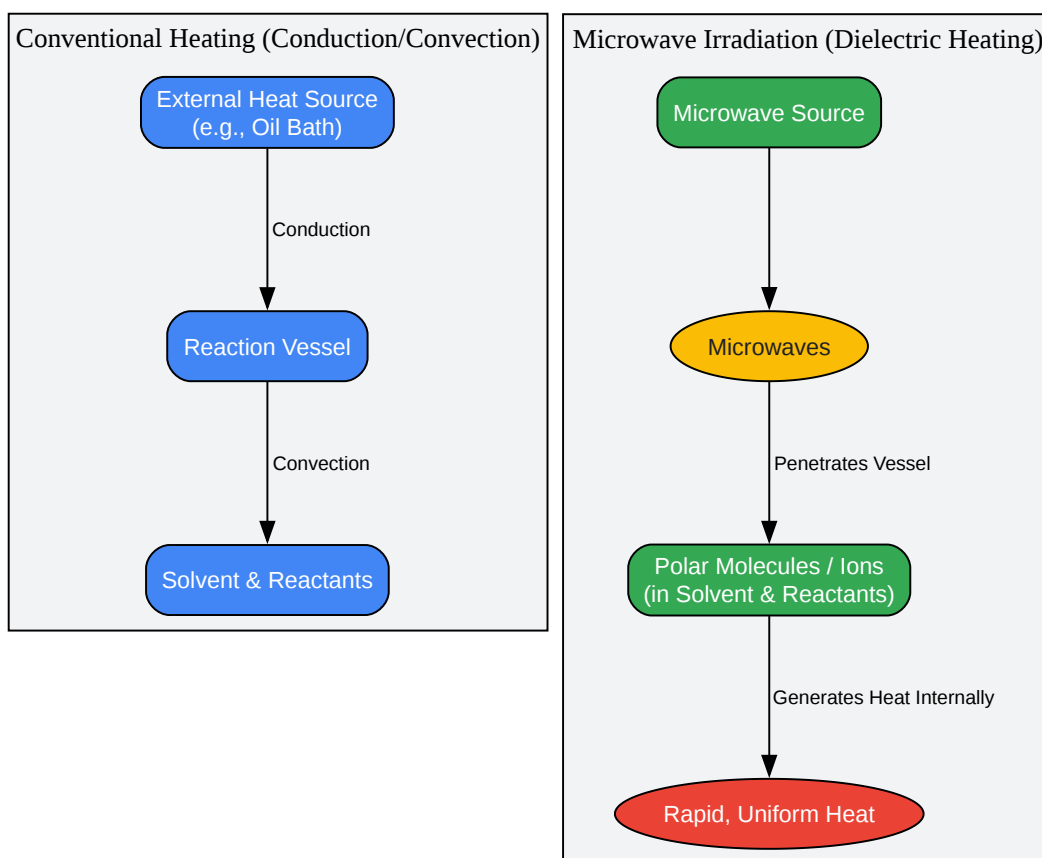 Conventional Heating (Conduction/Convection)
External Heat Source
(e.g., Oil Bath)
Conduction
Reaction Vessel
Convection
Solvent & Reactants
Microwave Irradiation (Dielectric Heating)
Microwave Source
Microwaves
Penetrates Vessel
Polar Molecules / Ions
(in Solvent & Reactants)
Generates Heat Internally
Rapid, Uniform Heat